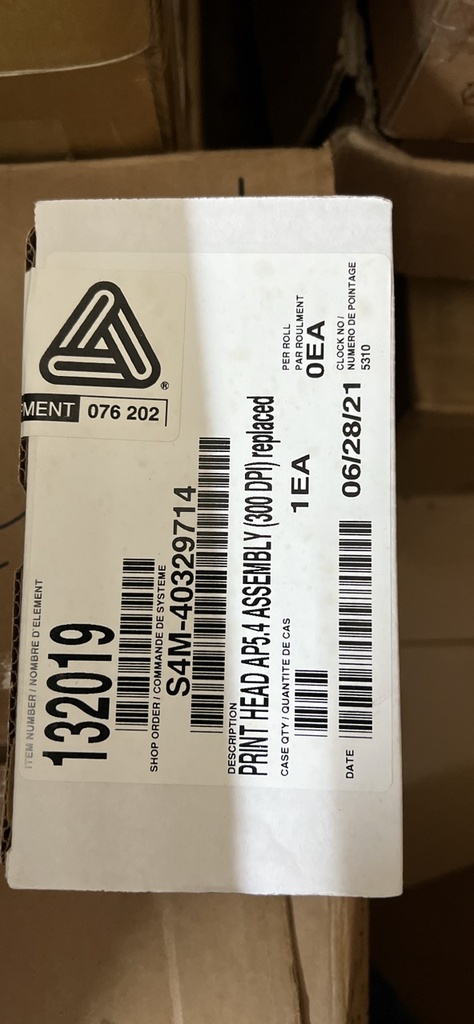 ®
MENT 076 202
ITEM NUMBER / NOMBRE D'ELEMENT
132019
SHOP ORDER / COMMANDE DE SYSTEME
S4M-40329714
DESCRIPTION
PRINT HEAD AP5.4 ASSEMBLY (300 DPI) replaced
CASE QTY / QUANTITE DE CAS
1EA
PER ROLL
PAR ROULMENT
0EA
DATE
06/28/21
CLOCK NO /
NUMERO DE POINTAGE
5310